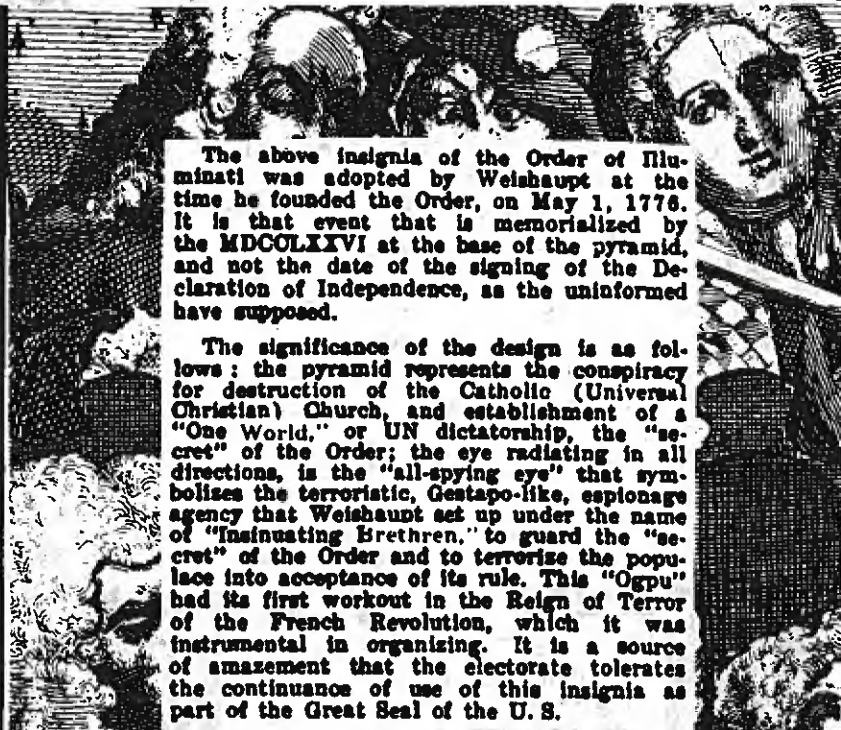 The above insignia of the Order of Illu-
minati was adopted by Weishaupt at the
time he founded the Order, on May 1, 1776.
It is that event that is memorialized by
the MDCCLXXVI at the base of the pyramid,
and not the date of the signing of the De-
claration of Independence, as the uninformed
have supposed.
The significance of the design is as fol-
lows : the pyramid represents the conspiracy
for destruction of the Catholic (Universal
Christian) Church, and establishment of a
"One World," or UN dictatorship, the "se-
cret" of the Order; the eye radiating in all
directions, is the "all-spying eye" that sym-
bolizes the terroristic, Gestapo-like, espionage
agency that Weishaupt set up under the name
of "Insinuating Brethren," to guard the "se-
cret" of the Order and to terrorize the popu-
lace into acceptance of its rule. This "Ogpu"
had its first workout in the Reign of Terror
of the French Revolution, which it was
instrumental in organizing. It is a source
of amazement that the electorate tolerates
the continuance of use of this insignia as
part of the Great Seal of the U. S.